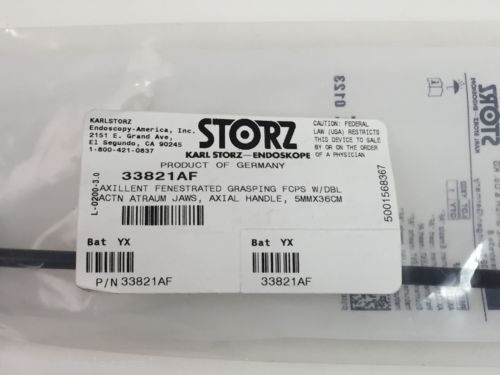 KARLSTORZ
Endoscopy-America, Inc.
2151 E. Grand Ave,
El Segundo, CA 90245
1-800-421-0837
STORZ
KARL STORZ—ENDOSKOPE
CAUTION: FEDERAL
LAW (USA) RESTRICTS
THIS DEVICE TO SALE
BY OR ON THE ORDER
OF A PHYSICIAN
PRODUCT OF GERMANY
33821AF
AXILLENT FENESTRATED GRASPING FCPS W/DBL
ACTN ATRAUM JAWS, AXIAL HANDLE, 5MMX36CM
L-0200-3.0
5001568367
Bat YX
P/N 33821AF
Bat YX
33821AF
0123
STORZ